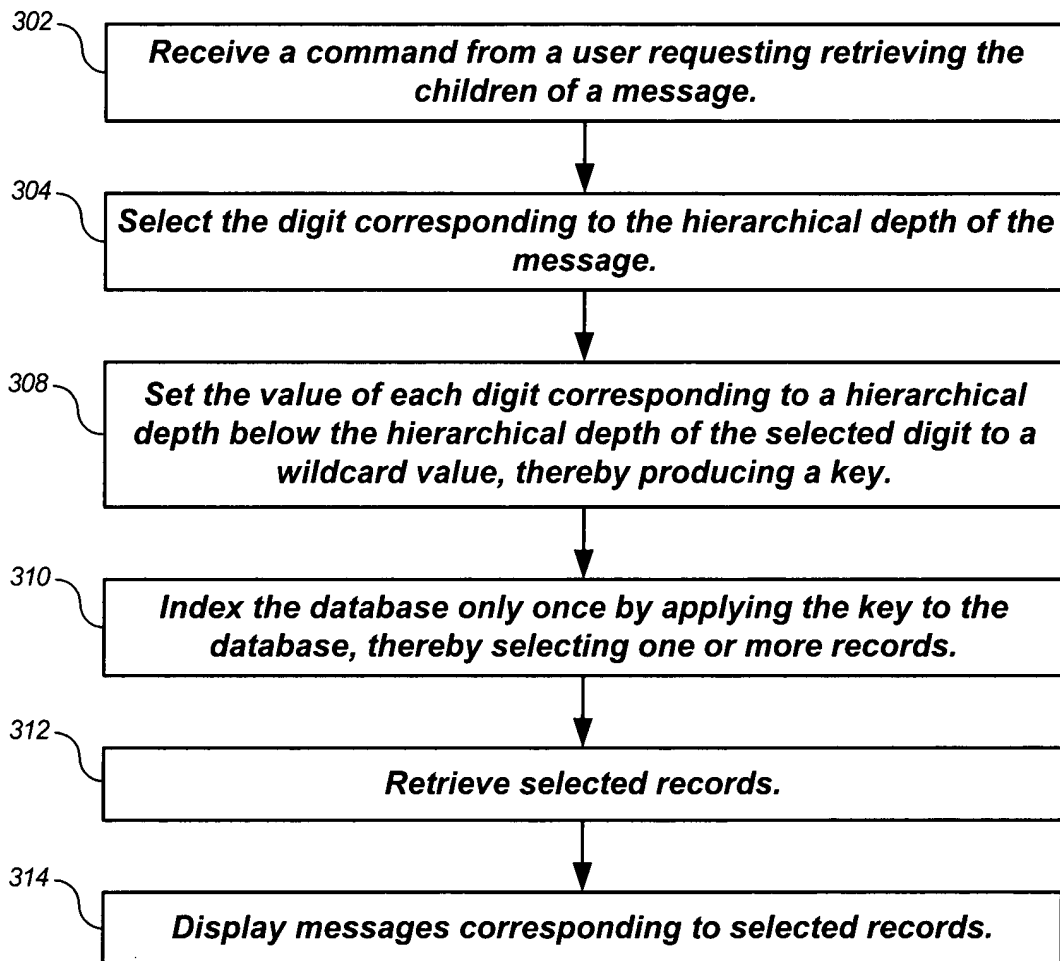 302
Receive a command from a user requesting retrieving the
children of a message.
304
Select the digit corresponding to the hierarchical depth of the
message.
308
Set the value of each digit corresponding to a hierarchical
depth below the hierarchical depth of the selected digit to a
wildcard value, thereby producing a key.
310
Index the database only once by applying the key to the
database, thereby selecting one or more records.
312
Retrieve selected records.
314
Display messages corresponding to selected records.